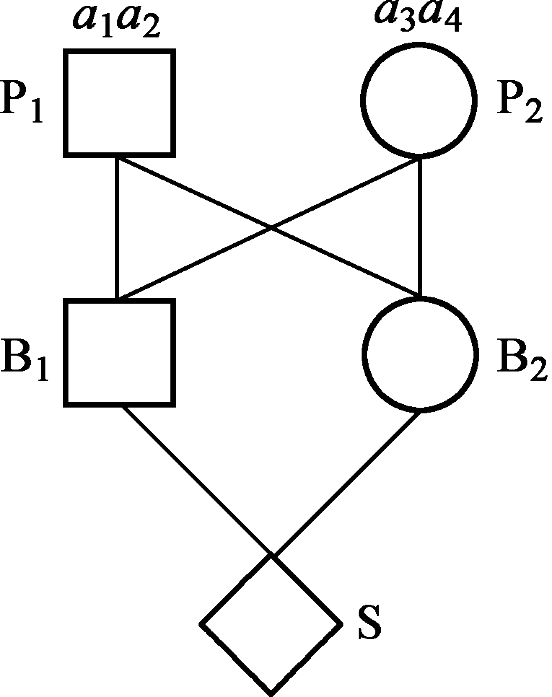 a₁a₂ a₃a₄
P₁ P₂
B₁ B₂
S